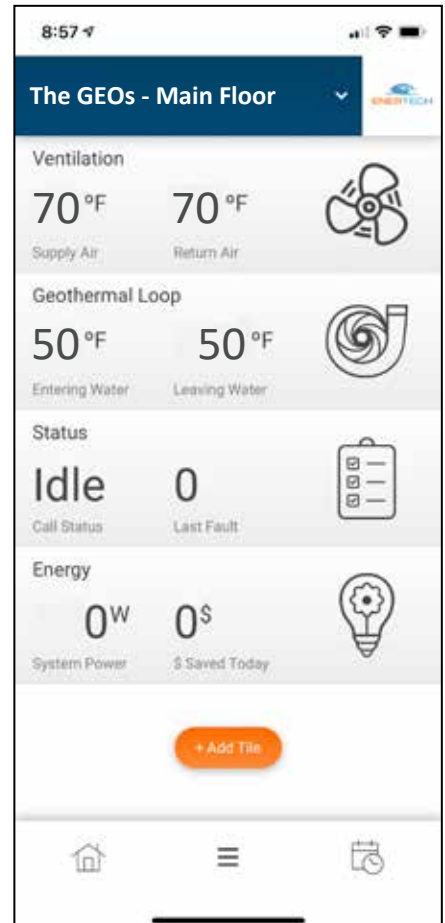 8:57
The GEOs - Main Floor
ENERTECH
Ventilation
70 °F 70 °F
Supply Air Return Air
Geothermal Loop
50 °F 50 °F
Entering Water Leaving Water
Status
Idle 0
Call Status Last Fault
Energy
0W 0$
System Power $ Saved Today
+ Add Tile